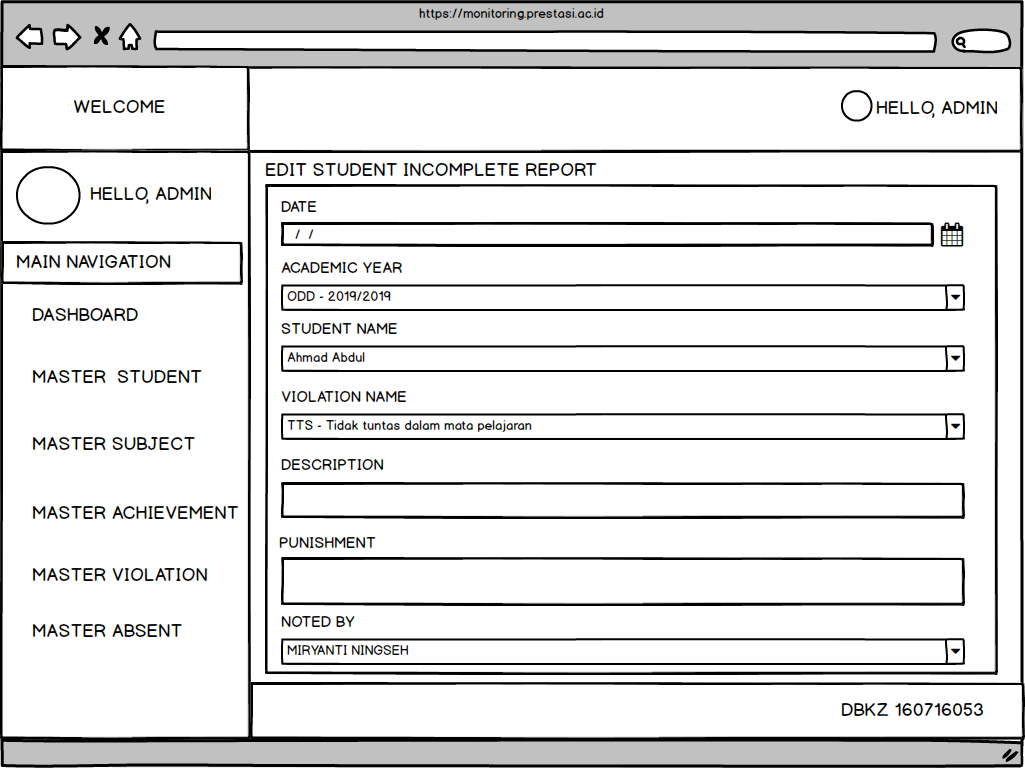 https://monitoring.prestasi.ac.id
WELCOME
HELLO, ADMIN
HELLO, ADMIN
MAIN NAVIGATION
DASHBOARD
MASTER STUDENT
MASTER SUBJECT
MASTER ACHIEVEMENT
MASTER VIOLATION
MASTER ABSENT
EDIT STUDENT INCOMPLETE REPORT
DATE
/ /
ACADEMIC YEAR
ODD - 2019/2019
STUDENT NAME
Ahmad Abdul
VIOLATION NAME
TTS - Tidak tuntas dalam mata pelajaran
DESCRIPTION
PUNISHMENT
NOTED BY
MIRYANTI NINGSEH
DBKZ 160716053